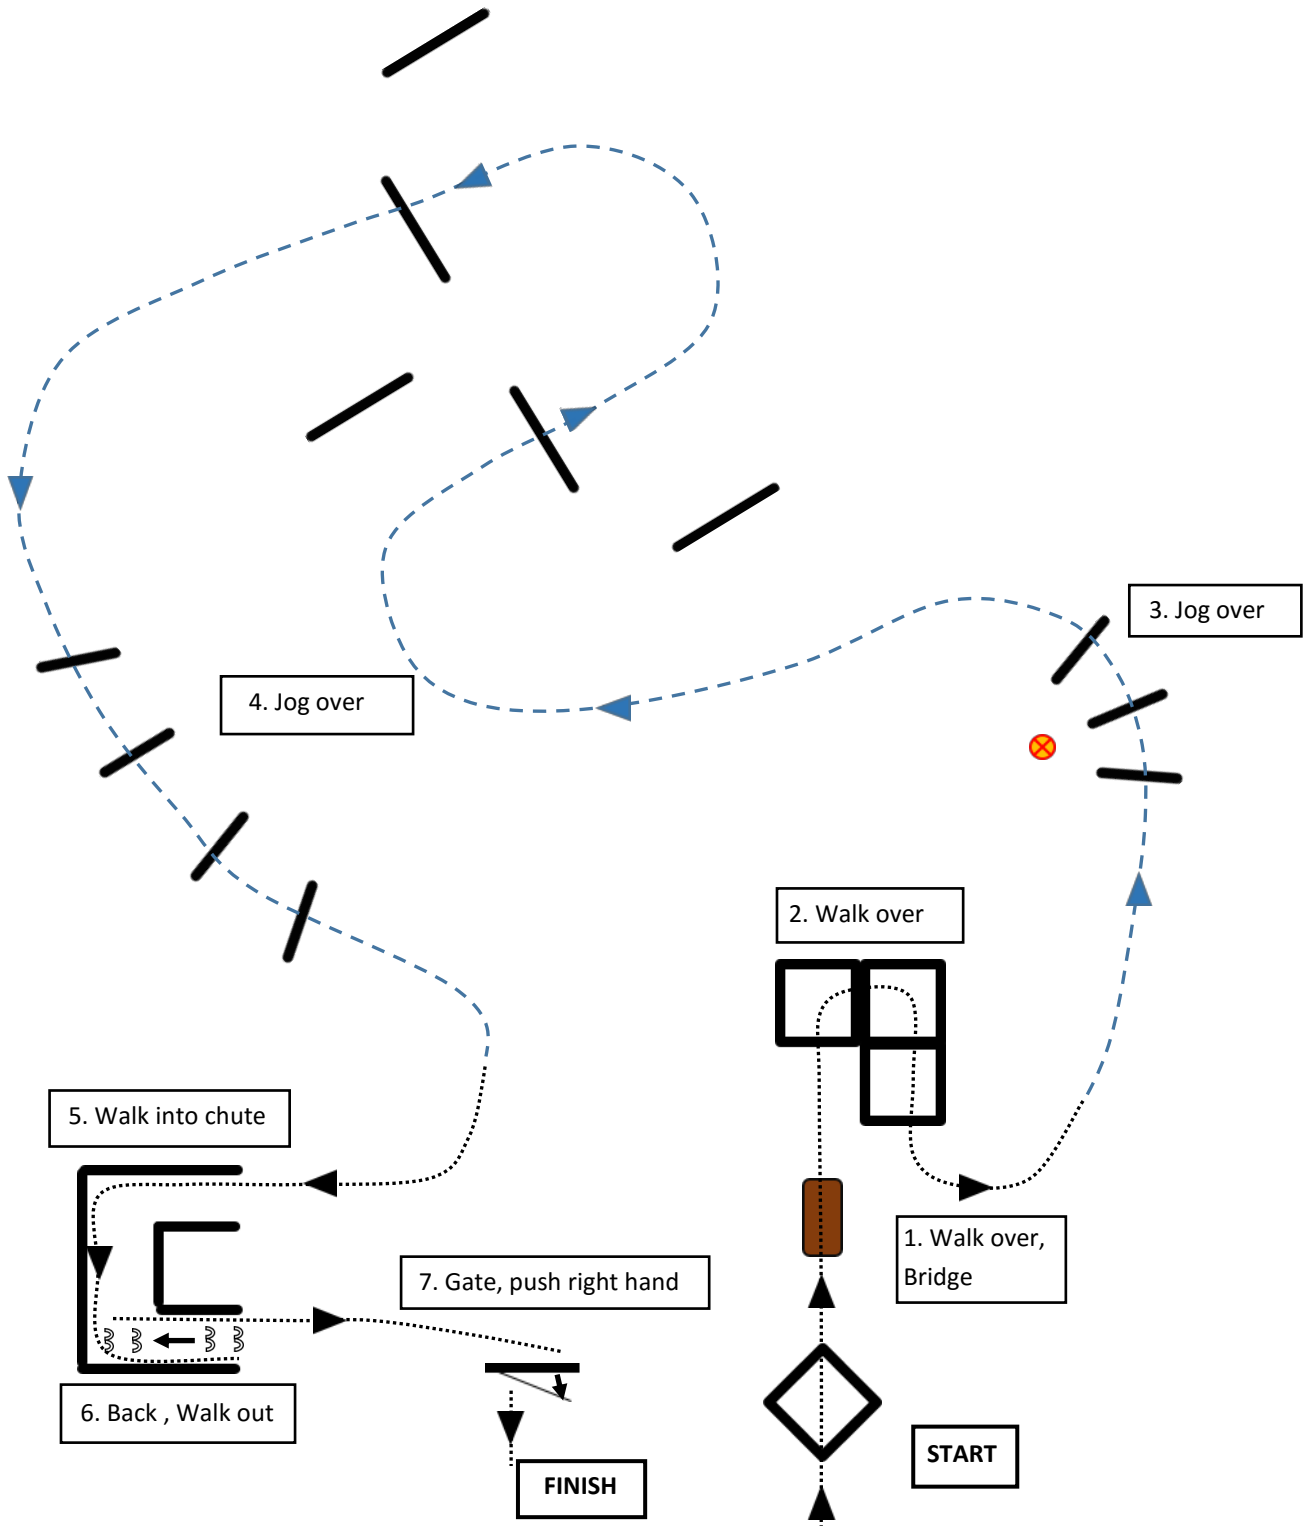 3. Jog over
4. Jog over
2. Walk over
5. Walk into chute
1. Walk over,
Bridge
7. Gate, push right hand
6. Back , Walk out
START
FINISH